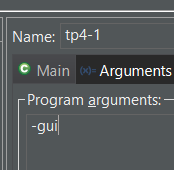 Name: tp4-1
Main
(x)= Arguments
Program arguments:
-gui